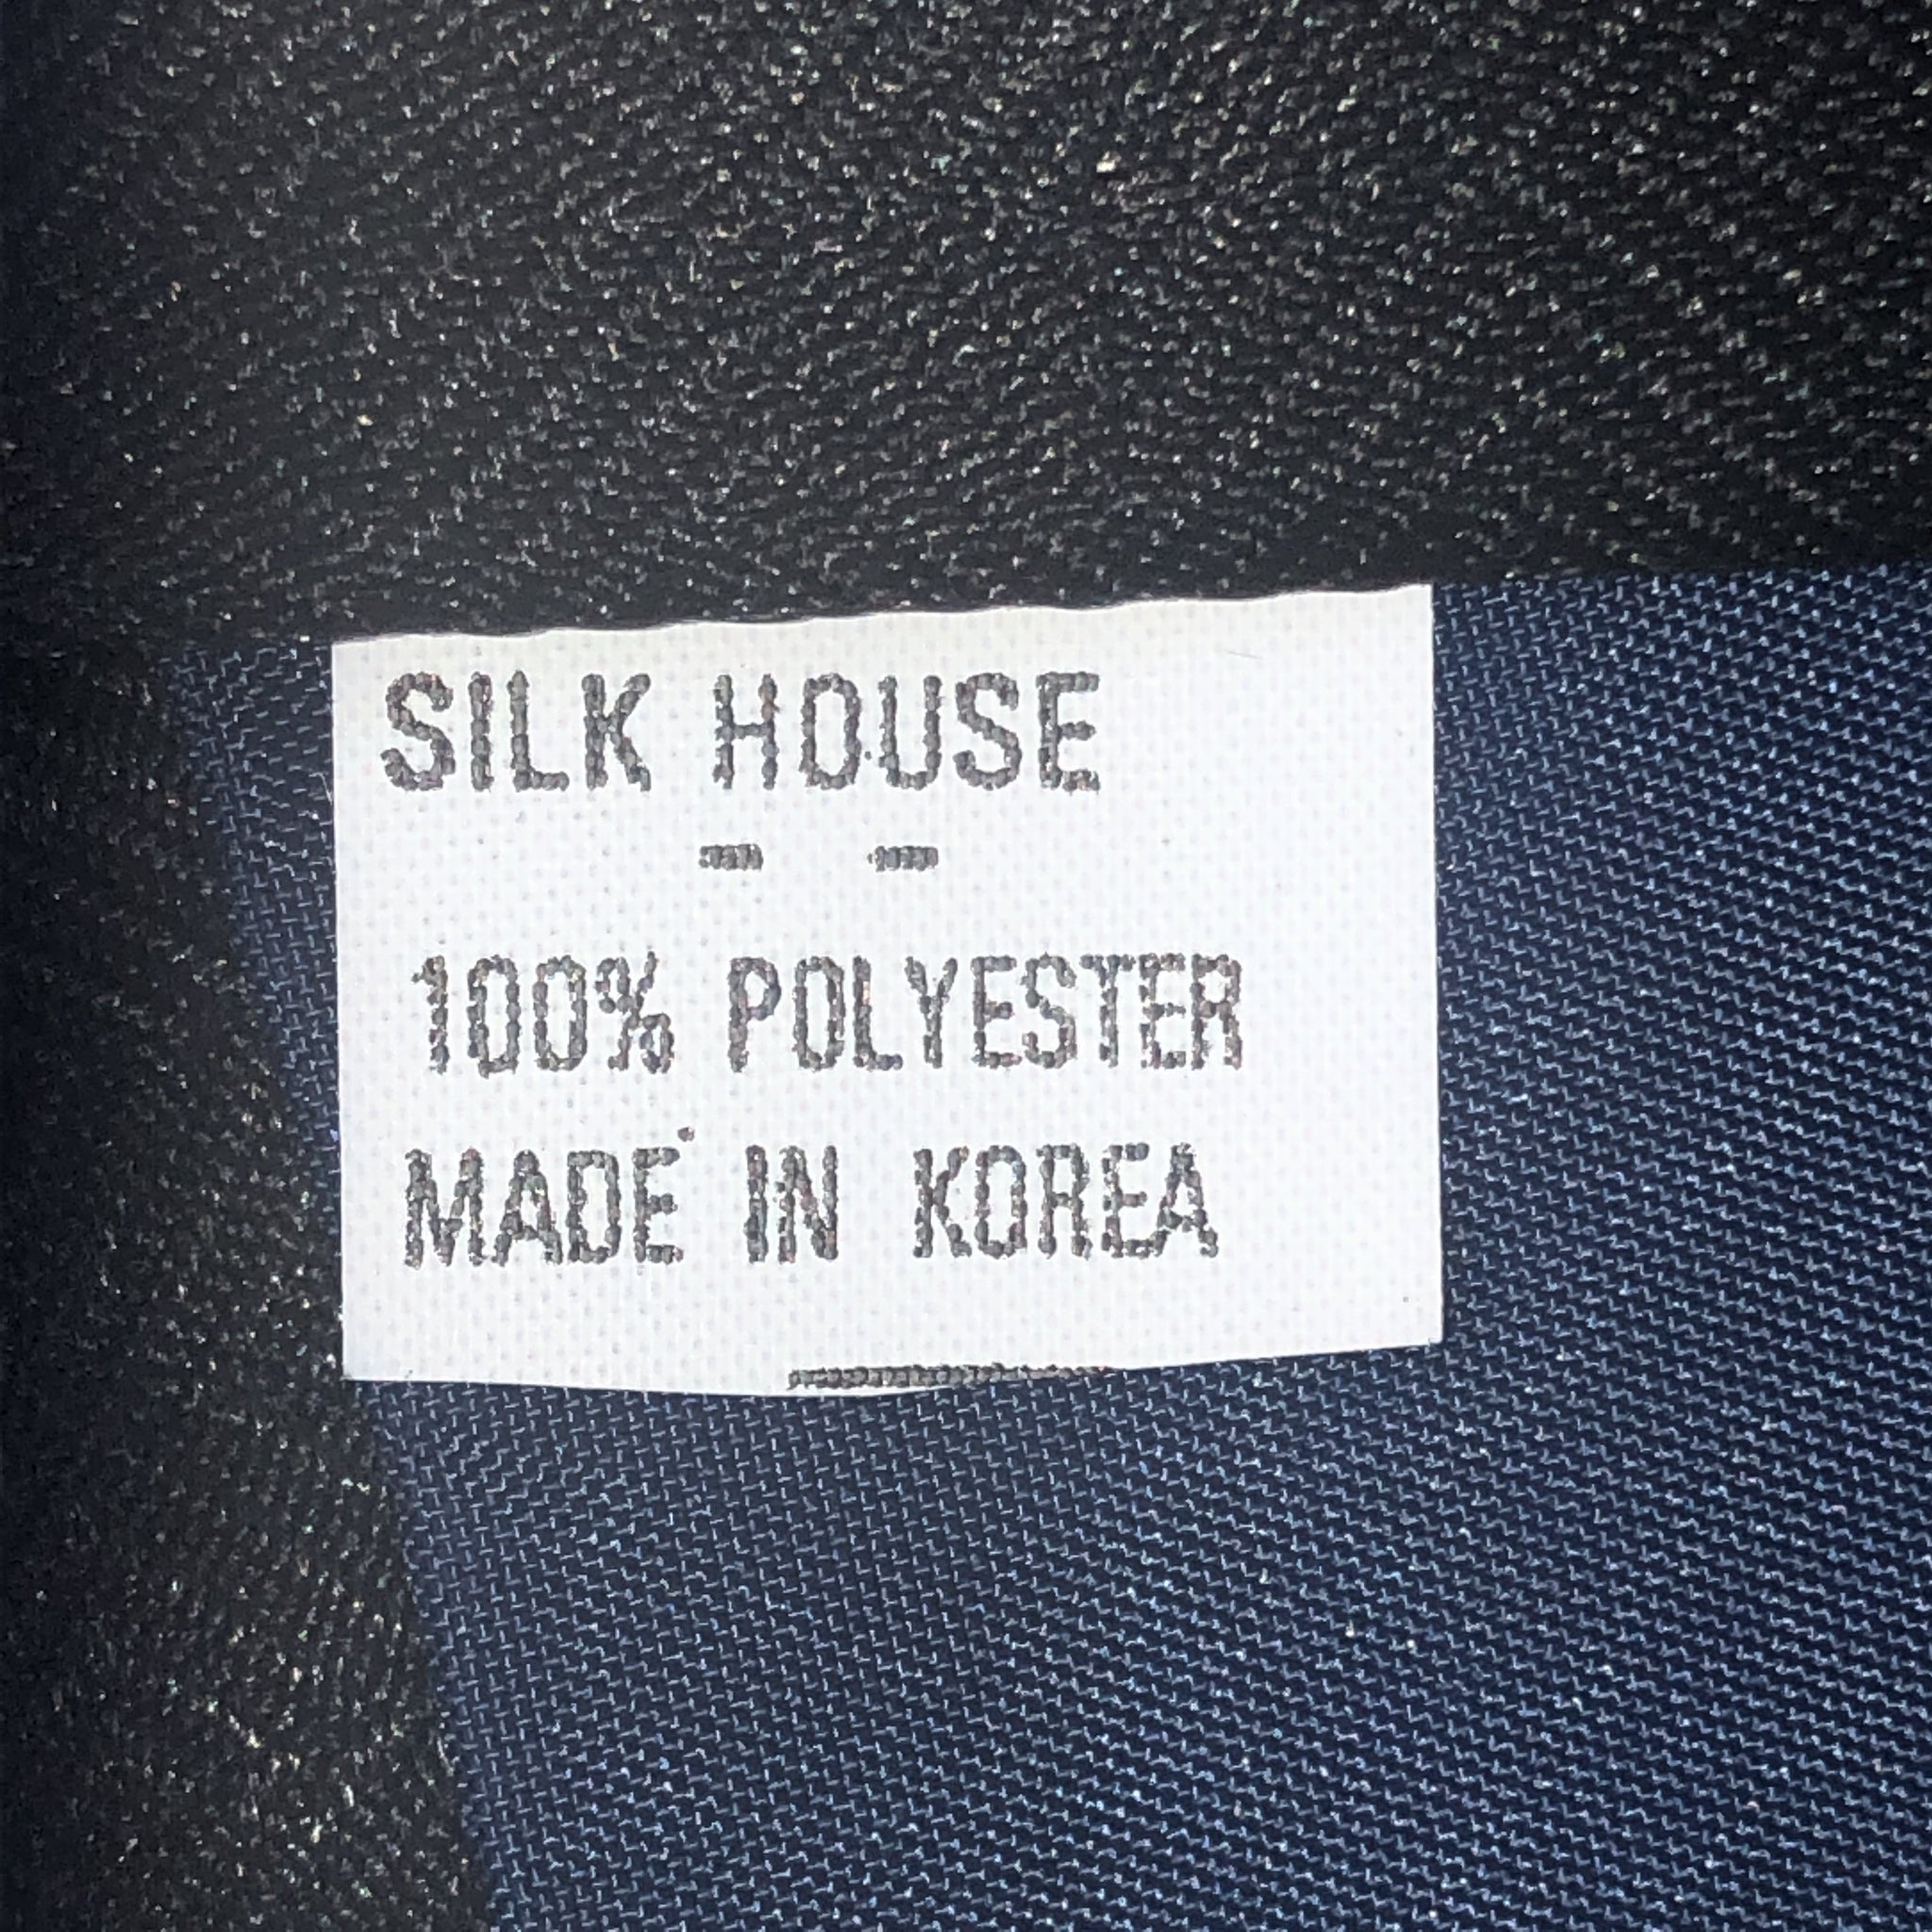 SILK HOUSE
- -
100% POLYESTER
MADE IN KOREA